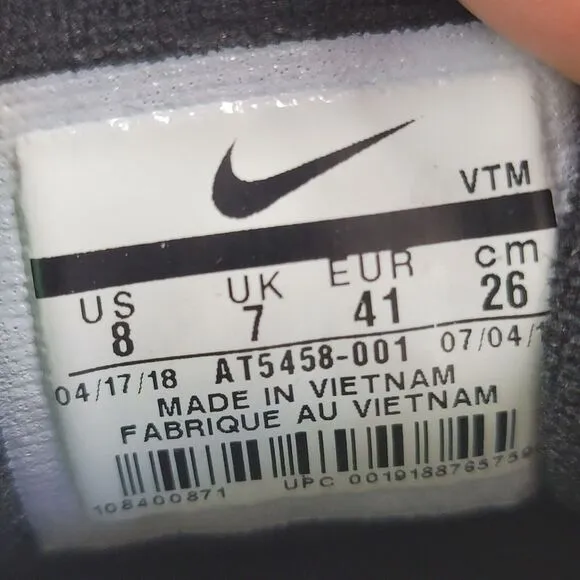 VTM
US UK EUR cm
8 7 41 26
04/17/18 AT5458-001 07/04/1
MADE IN VIETNAM
FABRIQUE AU VIETNAM
108400871 UPC 00191887657